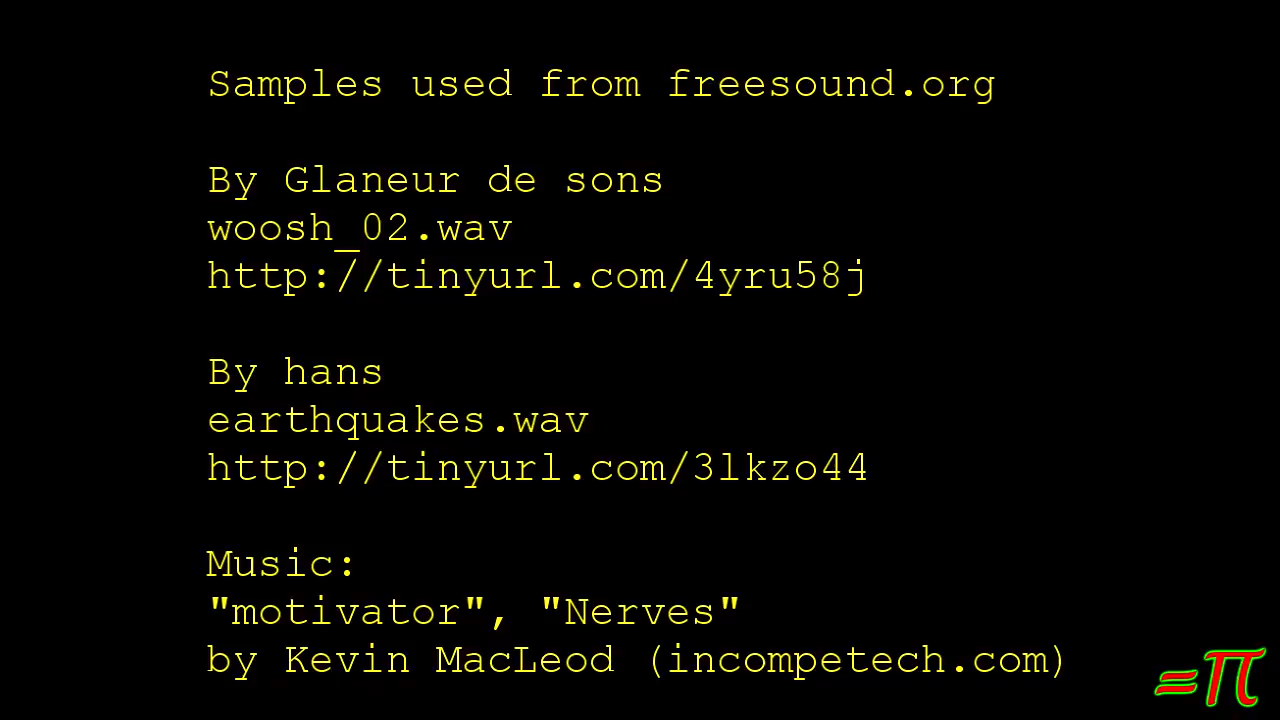 Samples used from freesound.org
By Glaneur de sons
woosh_02.wav
http://tinyurl.com/4yru58j
By hans
earthquakes.wav
http://tinyurl.com/3lkzo44
Music:
"motivator", "Nerves"
by Kevin MacLeod (incompetech.com)
=π